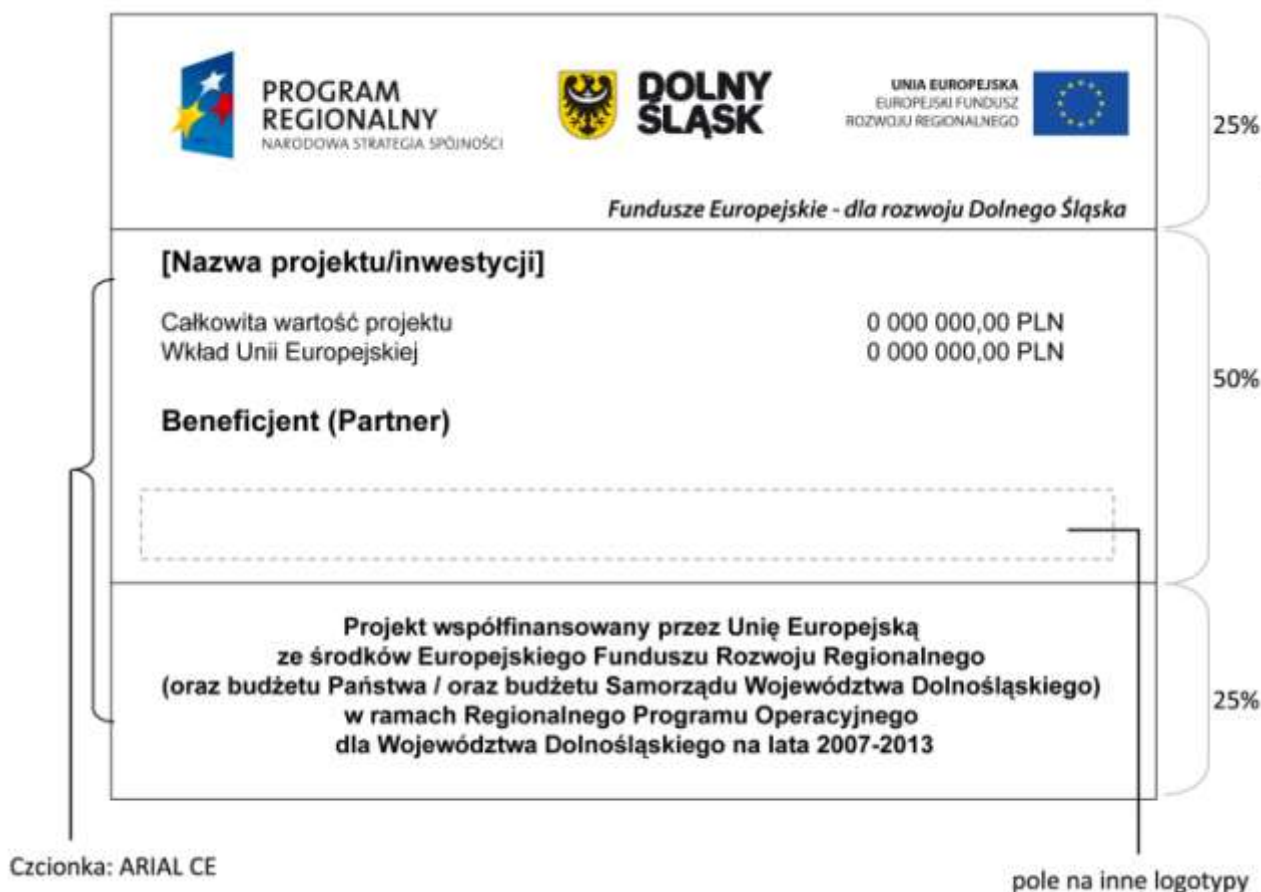 PROGRAM
REGIONALNY
NARODOWA STRATEGIA SPÓJNOŚCI
DOLNY
ŚLĄSK
UNIA EUROPEJSKA
EUROPEJSKI FUNDUSZ
ROZWOJU REGIONALNEGO
25%
Fundusze Europejskie - dla rozwoju Dolnego Śląska
[Nazwa projektu/inwestycji]
Całkowita wartość projektu 0 000 000,00 PLN
Wkład Unii Europejskiej 0 000 000,00 PLN
50%
Beneficjent (Partner)
Projekt współfinansowany przez Unię Europejską
ze środków Europejskiego Funduszu Rozwoju Regionalnego
(oraz budżetu Państwa / oraz budżetu Samorządu Województwa Dolnośląskiego)
w ramach Regionalnego Programu Operacyjnego
dla Województwa Dolnośląskiego na lata 2007-2013
25%
Czcionka: ARIAL CE
pole na inne logotypy